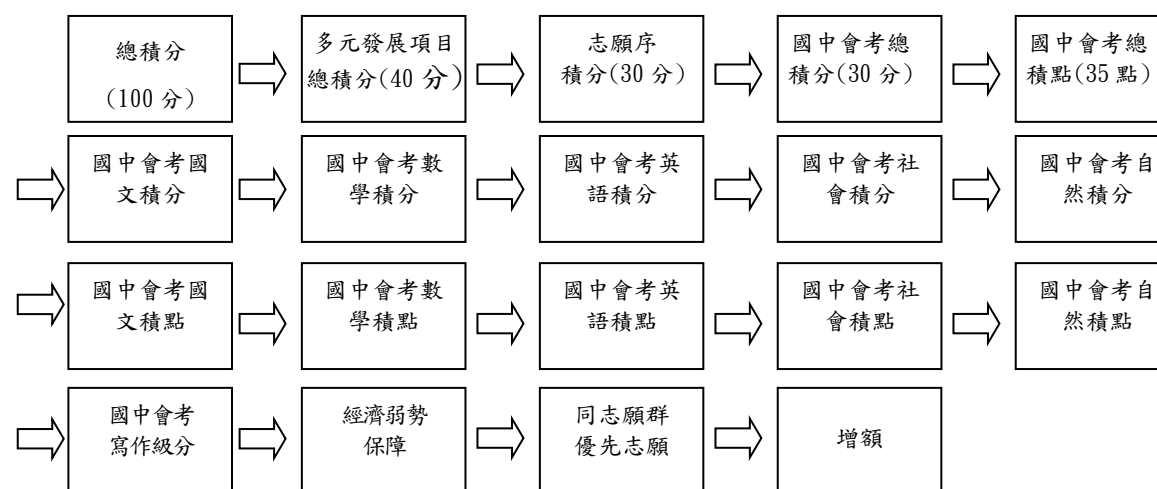 總積分
(100 分)
多元發展項目
總積分(40 分)
志願序
積分(30 分)
國中會考總
積分(30 分)
國中會考總
積點(35 點)
國中會考國
文積分
國中會考數
學積分
國中會考英
語積分
國中會考社
會積分
國中會考自
然積分
國中會考國
文積點
國中會考數
學積點
國中會考英
語積點
國中會考社
會積點
國中會考自
然積點
國中會考
寫作級分
經濟弱勢
保障
同志願群
優先志願
增額